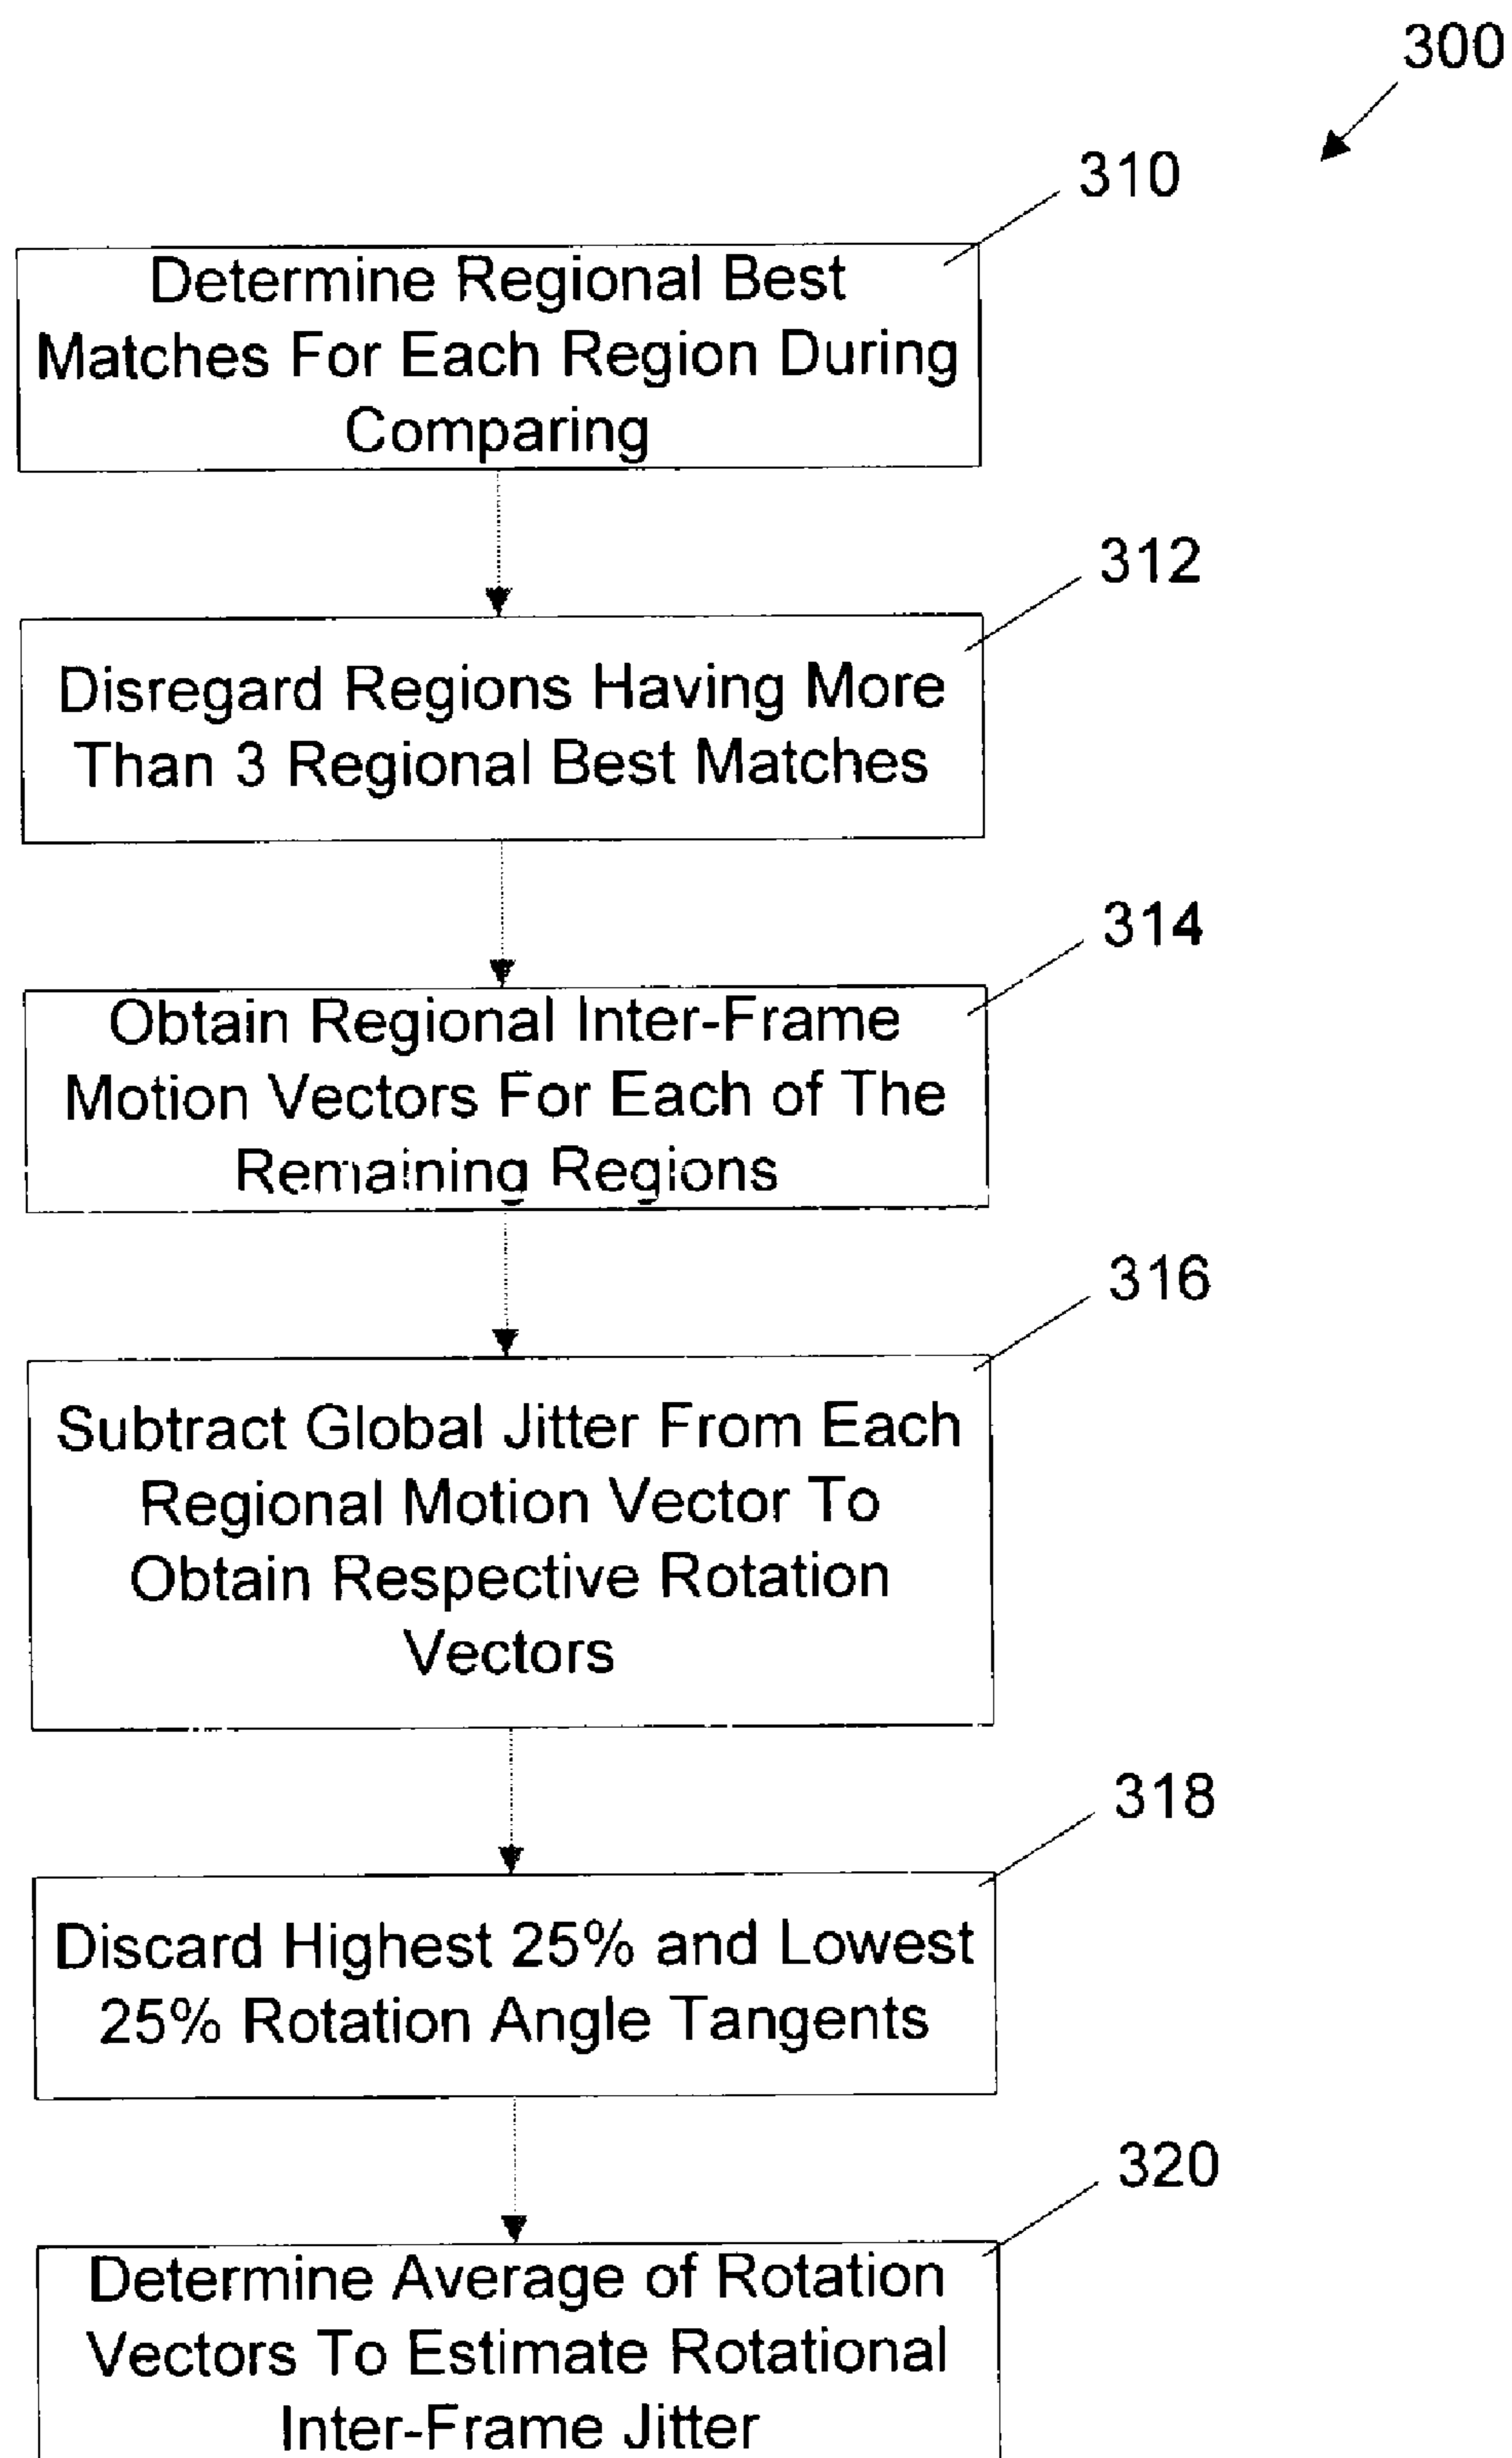 300
310
Determine Regional Best
Matches For Each Region During
Comparing
312
Disregard Regions Having More
Than 3 Regional Best Matches
314
Obtain Regional Inter-Frame
Motion Vectors For Each of The
Remaining Regions
316
Subtract Global Jitter From Each
Regional Motion Vector To
Obtain Respective Rotation
Vectors
318
Discard Highest 25% and Lowest
25% Rotation Angle Tangents
320
Determine Average of Rotation
Vectors To Estimate Rotational
Inter-Frame Jitter